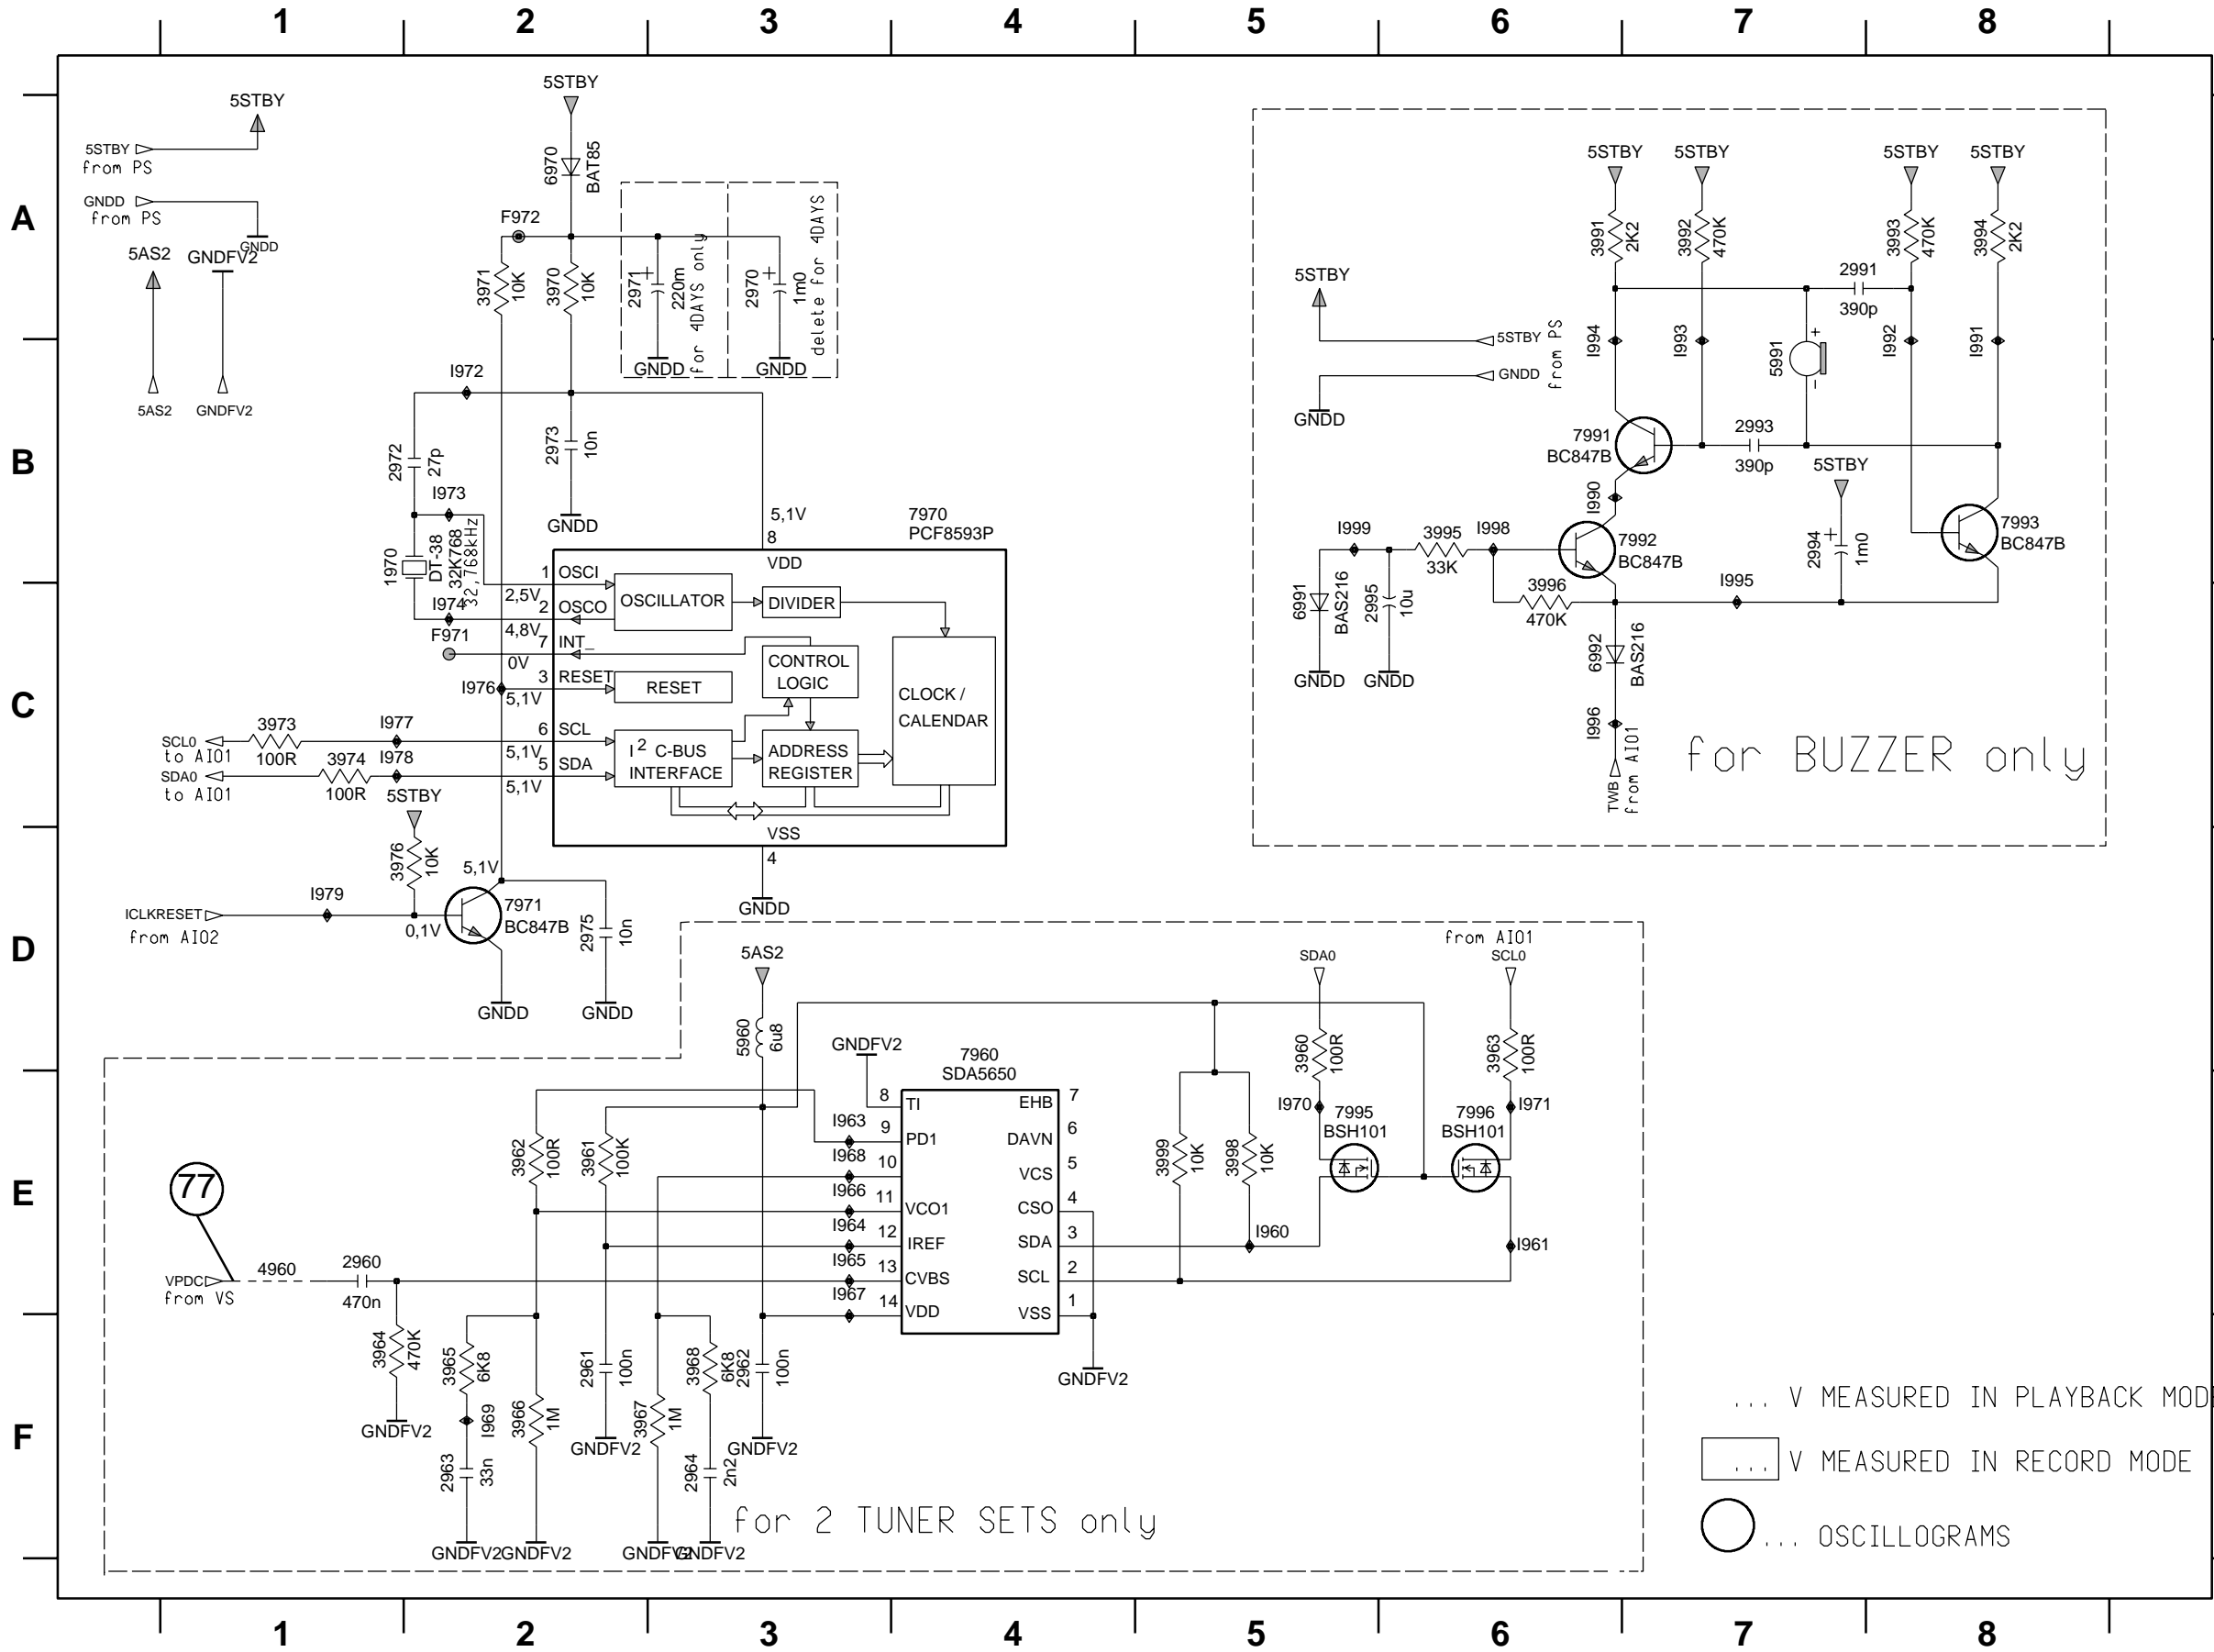 1 2 3 4 5 6 7 8
A
B
C
D
E
F
5STBY
5STBY
from PS
GNDD
from PS
GNDD
5AS2
GNDFV2
5AS2
GNDFV2
5STBY
6970
BAT85
F972
3971
10K
3970
10K
2971
+
220m
for 4DAYS only
GNDD
2970
+
1m0
delete for 4DAYS
GNDD
I972
2972
27p
2973
10n
GNDD
I973
1970
DT-38
32K768
32,768kHz
I974
F971
I976
5,1V
8
VDD
7970
PCF8593P
1 OSCI
2,5V
2 OSCO
4,8V
7 INT_
0V
3 RESET
5,1V
6 SCL
5,1V
5 SDA
5,1V
OSCILLATOR
DIVIDER
CONTROL
LOGIC
RESET
CLOCK /
CALENDAR
I2 C-BUS
INTERFACE
ADDRESS
REGISTER
VSS
4
GNDD
SCL0
to AIO1
3973
100R
I977
SDA0
to AIO1
3974
100R
I978
5STBY
3976
10K
5,1V
ICLKRESET
from AIO2
I979
0,1V
7971
BC847B
2975
10n
GNDD
GNDD
5STBY
5STBY
GNDD
from PS
GNDD
5STBY
5STBY
5STBY
5STBY
3991
2K2
3992
470K
3993
470K
3994
2K2
2991
390p
I994
I993
5991
+
-
I992
I991
7991
BC847B
2993
390p
5STBY
I990
7992
BC847B
2994
+
1m0
7993
BC847B
I999
3995
33K
I998
3996
470K
I995
6991
BAS216
2995
10u
GNDD
GNDD
6992
BAS216
I996
TWB
from AIO1
for BUZZER only
5AS2
5960
6u8
GNDFV2
7960
SDA5650
8 TI
I963
9 PD1
I968
10
I966
11 VCO1
I964
12 IREF
I965
13 CVBS
I967
14 VDD
EHB 7
DAVN 6
VCS 5
CSO 4
SDA 3
SCL 2
VSS 1
GNDFV2
from AIO1
SDA0
SCL0
3960
100R
3963
100R
I970
I971
7995
BSH101
7996
BSH101
3999
10K
3998
10K
I960
I961
3962
100R
3961
100K
77
VPDC
from VS
4960
2960
470n
3964
470K
GNDFV2
3965
6K8
I969
2963
33n
GNDFV2
3966
1M
GNDFV2
2961
100n
GNDFV2
3967
1M
GNDFV2
3968
6K8
2964
2n2
GNDFV2
2962
100n
GNDFV2
for 2 TUNER SETS only
... V MEASURED IN PLAYBACK MOD
... V MEASURED IN RECORD MODE
... OSCILLOGRAMS
1 2 3 4 5 6 7 8